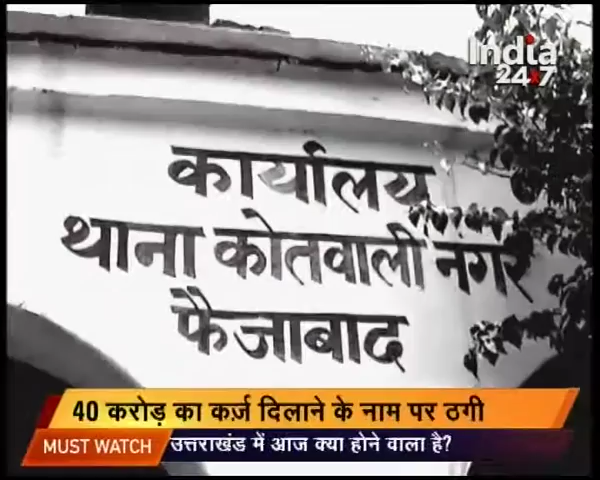 India
24x7
कार्यालय
थाना कोतवाली नगर
फैजाबाद
40 करोड़ का कर्ज़ दिलाने के नाम पर ठगी
MUST WATCH उत्तराखंड में आज क्या होने वाला है?